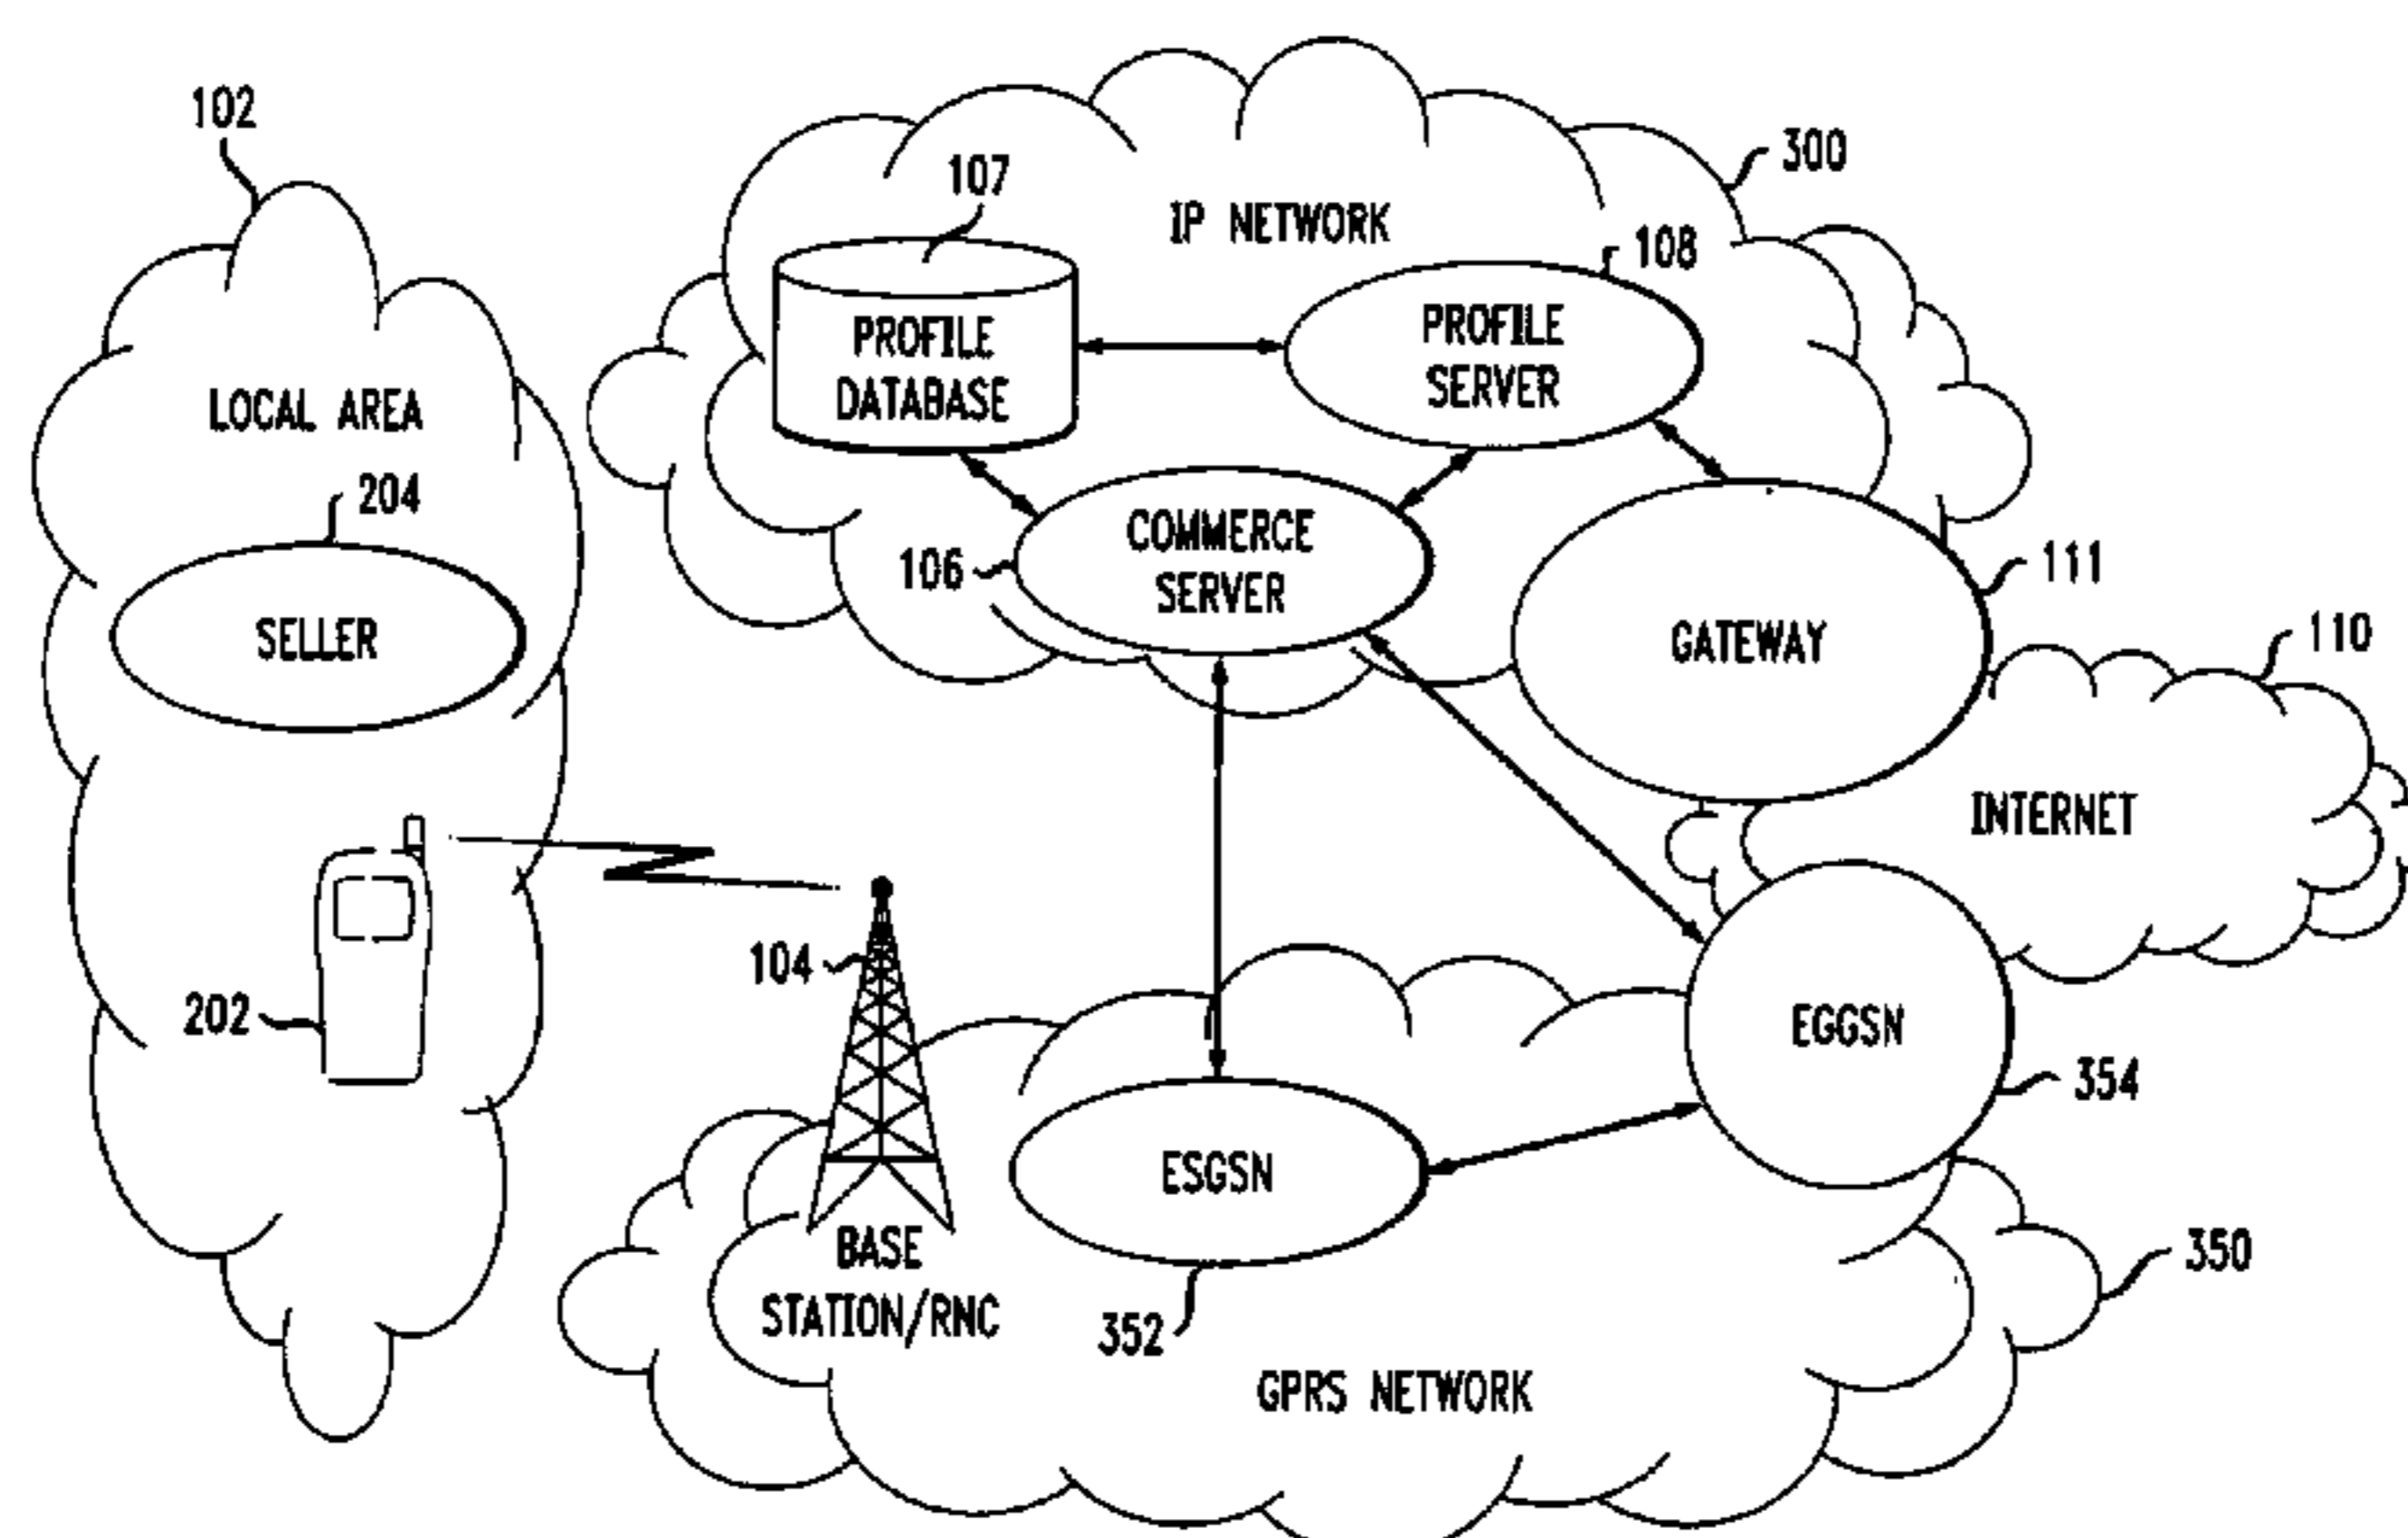 102
300
107
IP NETWORK
108
PROFILE
DATABASE
PROFILE
SERVER
LOCAL AREA
204
SELLER
COMMERCE
SERVER
106
111
GATEWAY
110
INTERNET
104
202
EGGSN
354
ESGSN
BASE
STATION/RNC
352
350
GPRS NETWORK